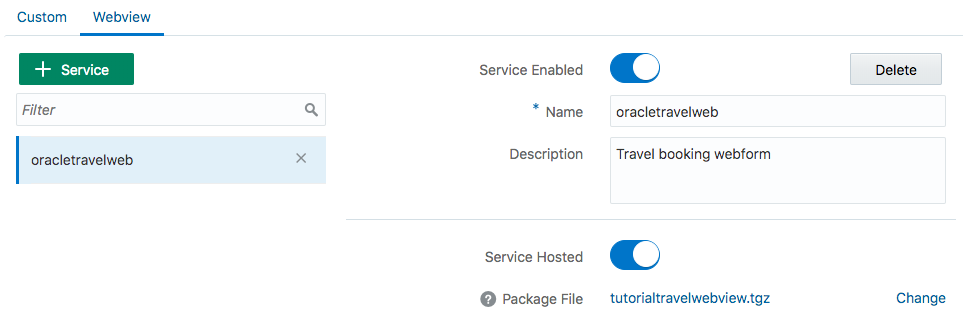 Custom Webview
+ Service
Filter
oracletravelweb
Service Enabled Delete
* Name oracletravelweb
Description Travel booking webform
Service Hosted
? Package File tutorialtravelwebview.tgz Change